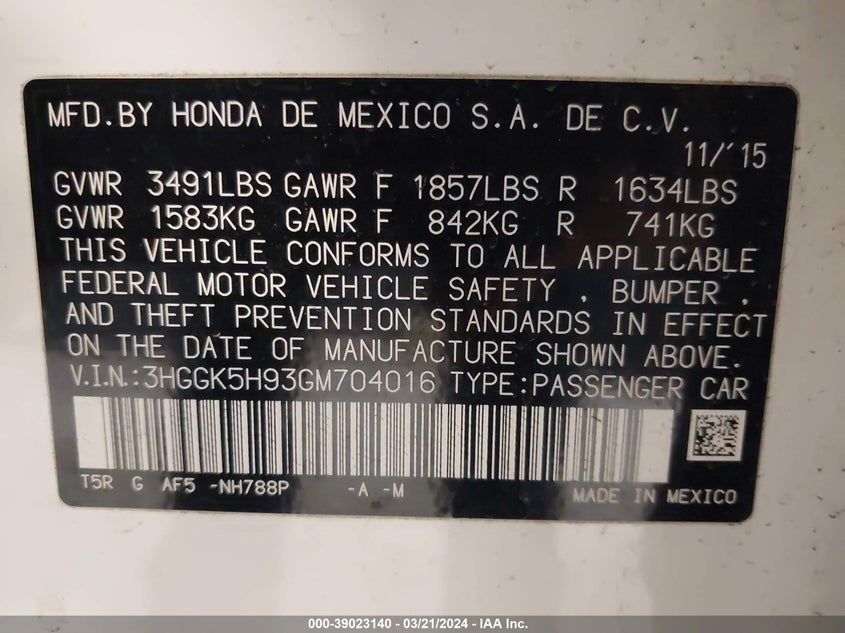 MFD.BY HONDA DE MEXICO S.A. DE C.V.
11/'15
GVWR 3491LBS GAWR F 1857LBS R 1634LBS
GVWR 1583KG GAWR F 842KG R 741KG
THIS VEHICLE CONFORMS TO ALL APPLICABLE
FEDERAL MOTOR VEHICLE SAFETY , BUMPER ,
AND THEFT PREVENTION STANDARDS IN EFFECT
ON THE DATE OF MANUFACTURE SHOWN ABOVE.
V.I.N.:3HGGK5H93GM704016 TYPE:PASSENGER CAR
T5R G AF5 -NH788P -A -M
MADE IN MEXICO
000-39023140 - 03/21/2024 - IAA Inc.